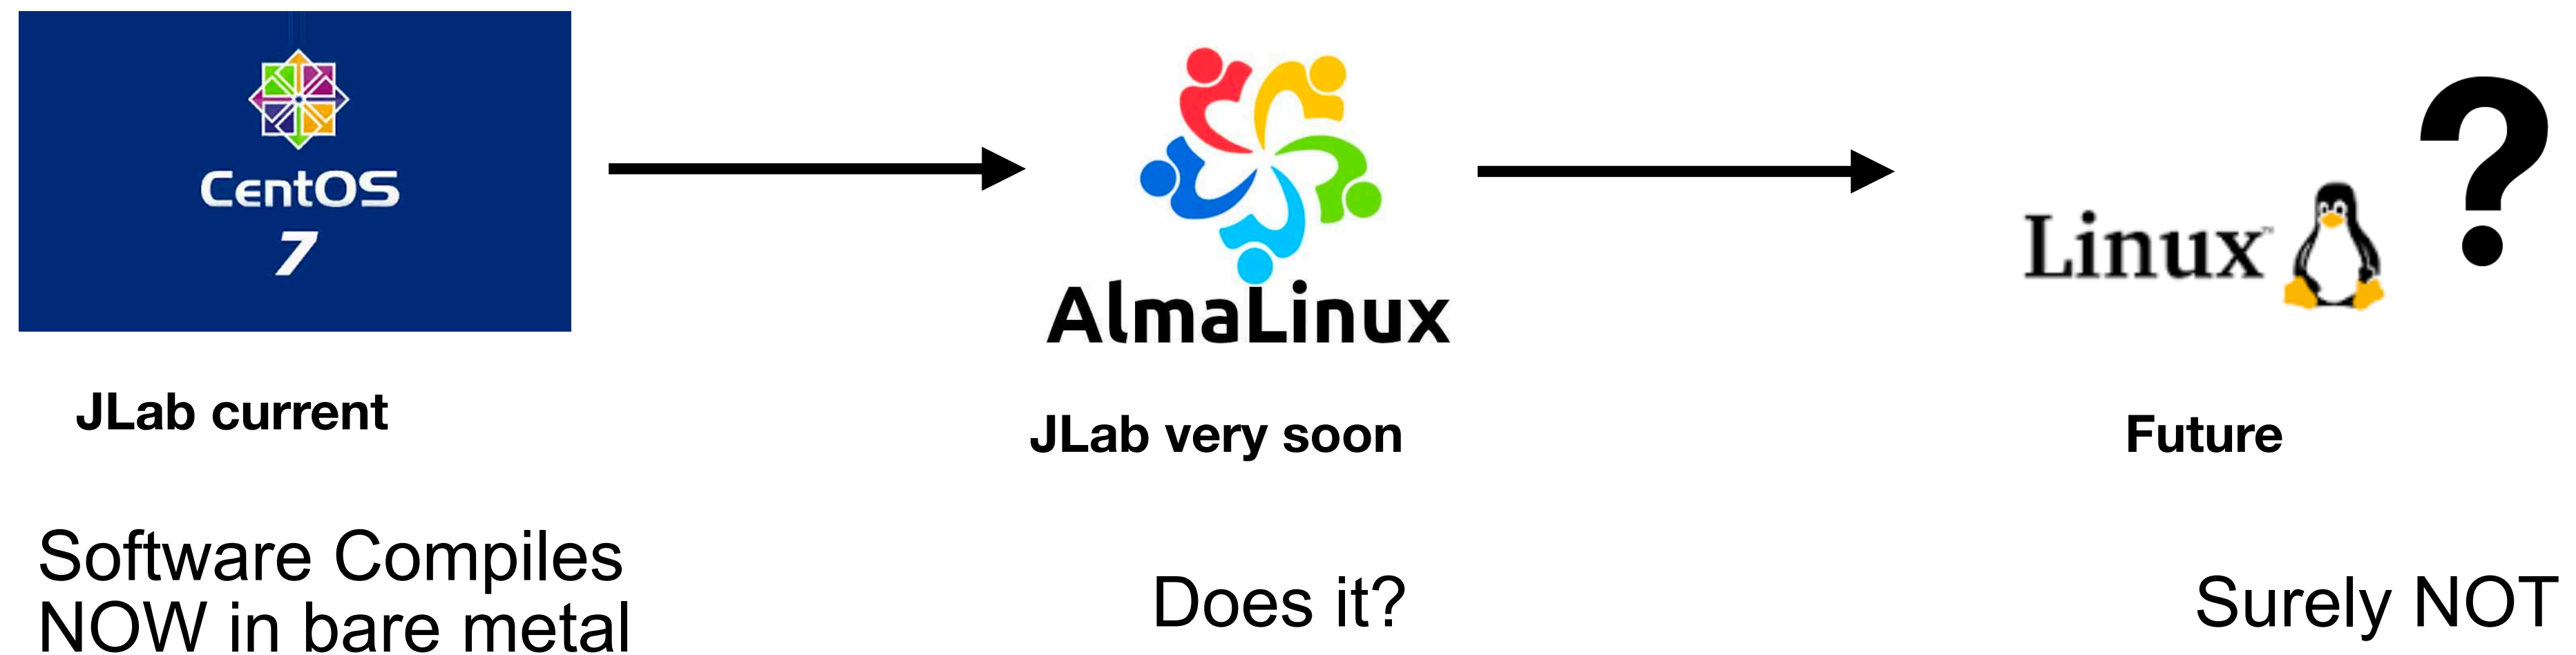 CentOS
7
AlmaLinux
Linux™
?
JLab current
JLab very soon
Future
Software Compiles
NOW in bare metal
Does it?
Surely NOT